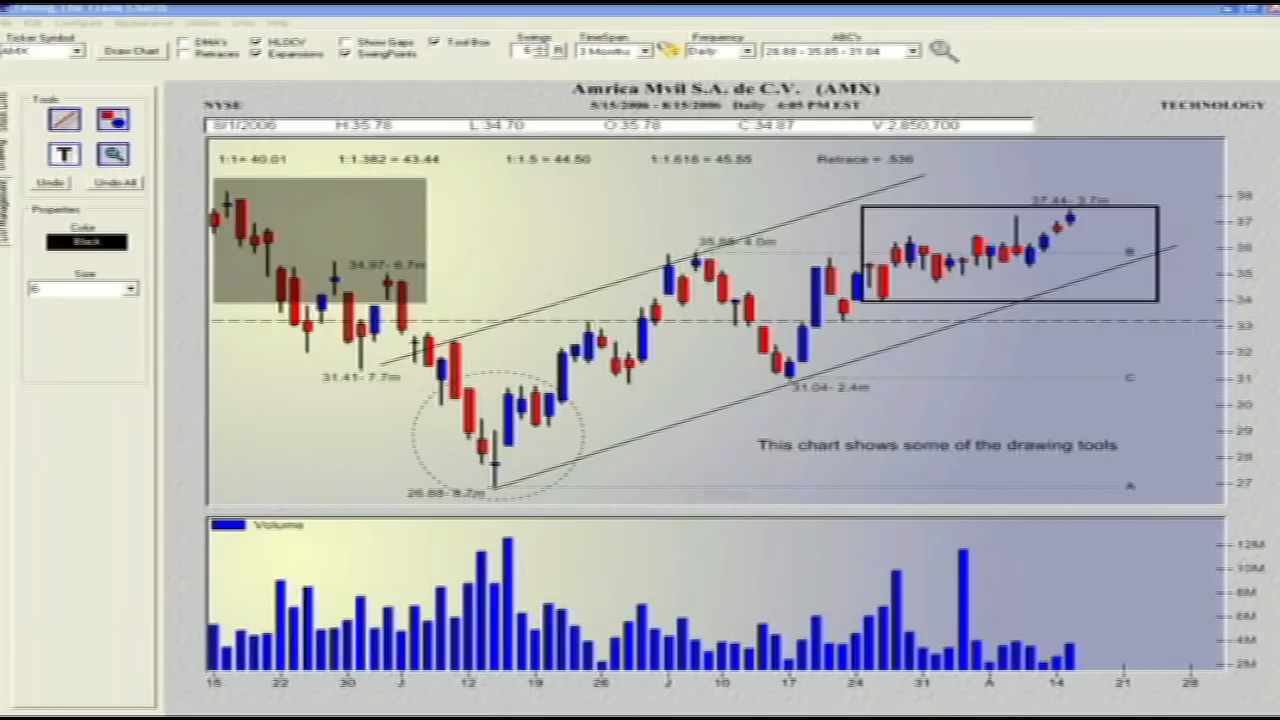 Ticker Symbol
AMX
Draw Chart
DMA's
HLOCV
Show Gaps
Tool Box
Retraces
Expansions
SwingPoints
Swings
6
TimeSpan
3 Months
Frequency
Daily
ABC's
26.88 - 35.85 - 31.04
Tools
T
Undo
Undo All
Properties
Color
Black
Size
6
Amrica Mvil S.A. de C.V. (AMX)
NYSE
5/15/2006 - 8/15/2006 Daily 4:05 PM EST
TECHNOLOGY
8/1/2006 H:35.78 L:34.70 O:35.78 C:34.87 V:2,850,700
1:1= 40.01 1:1.382 = 43.44 1:1.5 = 44.50 1:1.618 = 45.55 Retrace = .536
37.44- 3.7m
35.85- 4.0m
34.97- 6.7m
31.41- 7.7m
31.04- 2.4m
26.88- 8.7m
B
C
A
This chart shows some of the drawing tools
38
37
36
35
34
33
32
31
30
29
28
27
Volume
12M
10M
8M
6M
4M
2M
15 22 30 J 12 19 26 J 10 17 24 31 A 14 21 28